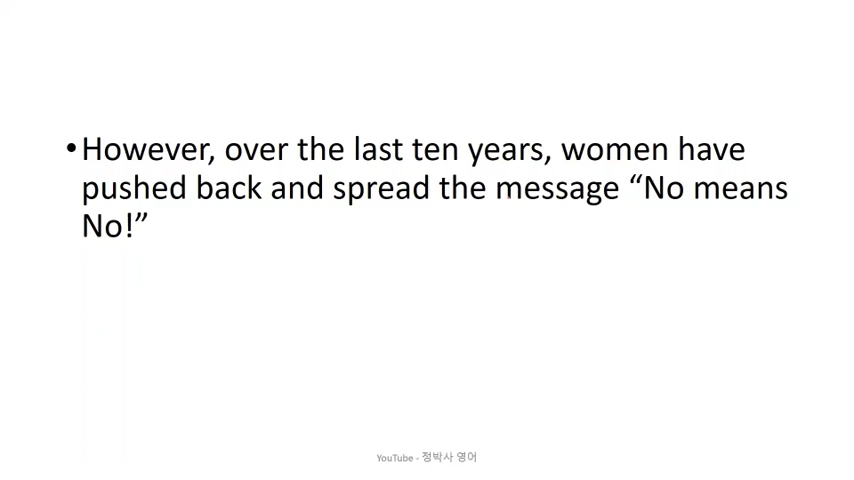 •However, over the last ten years, women have
pushed back and spread the message “No means
No!”
YouTube - 정박사 영어